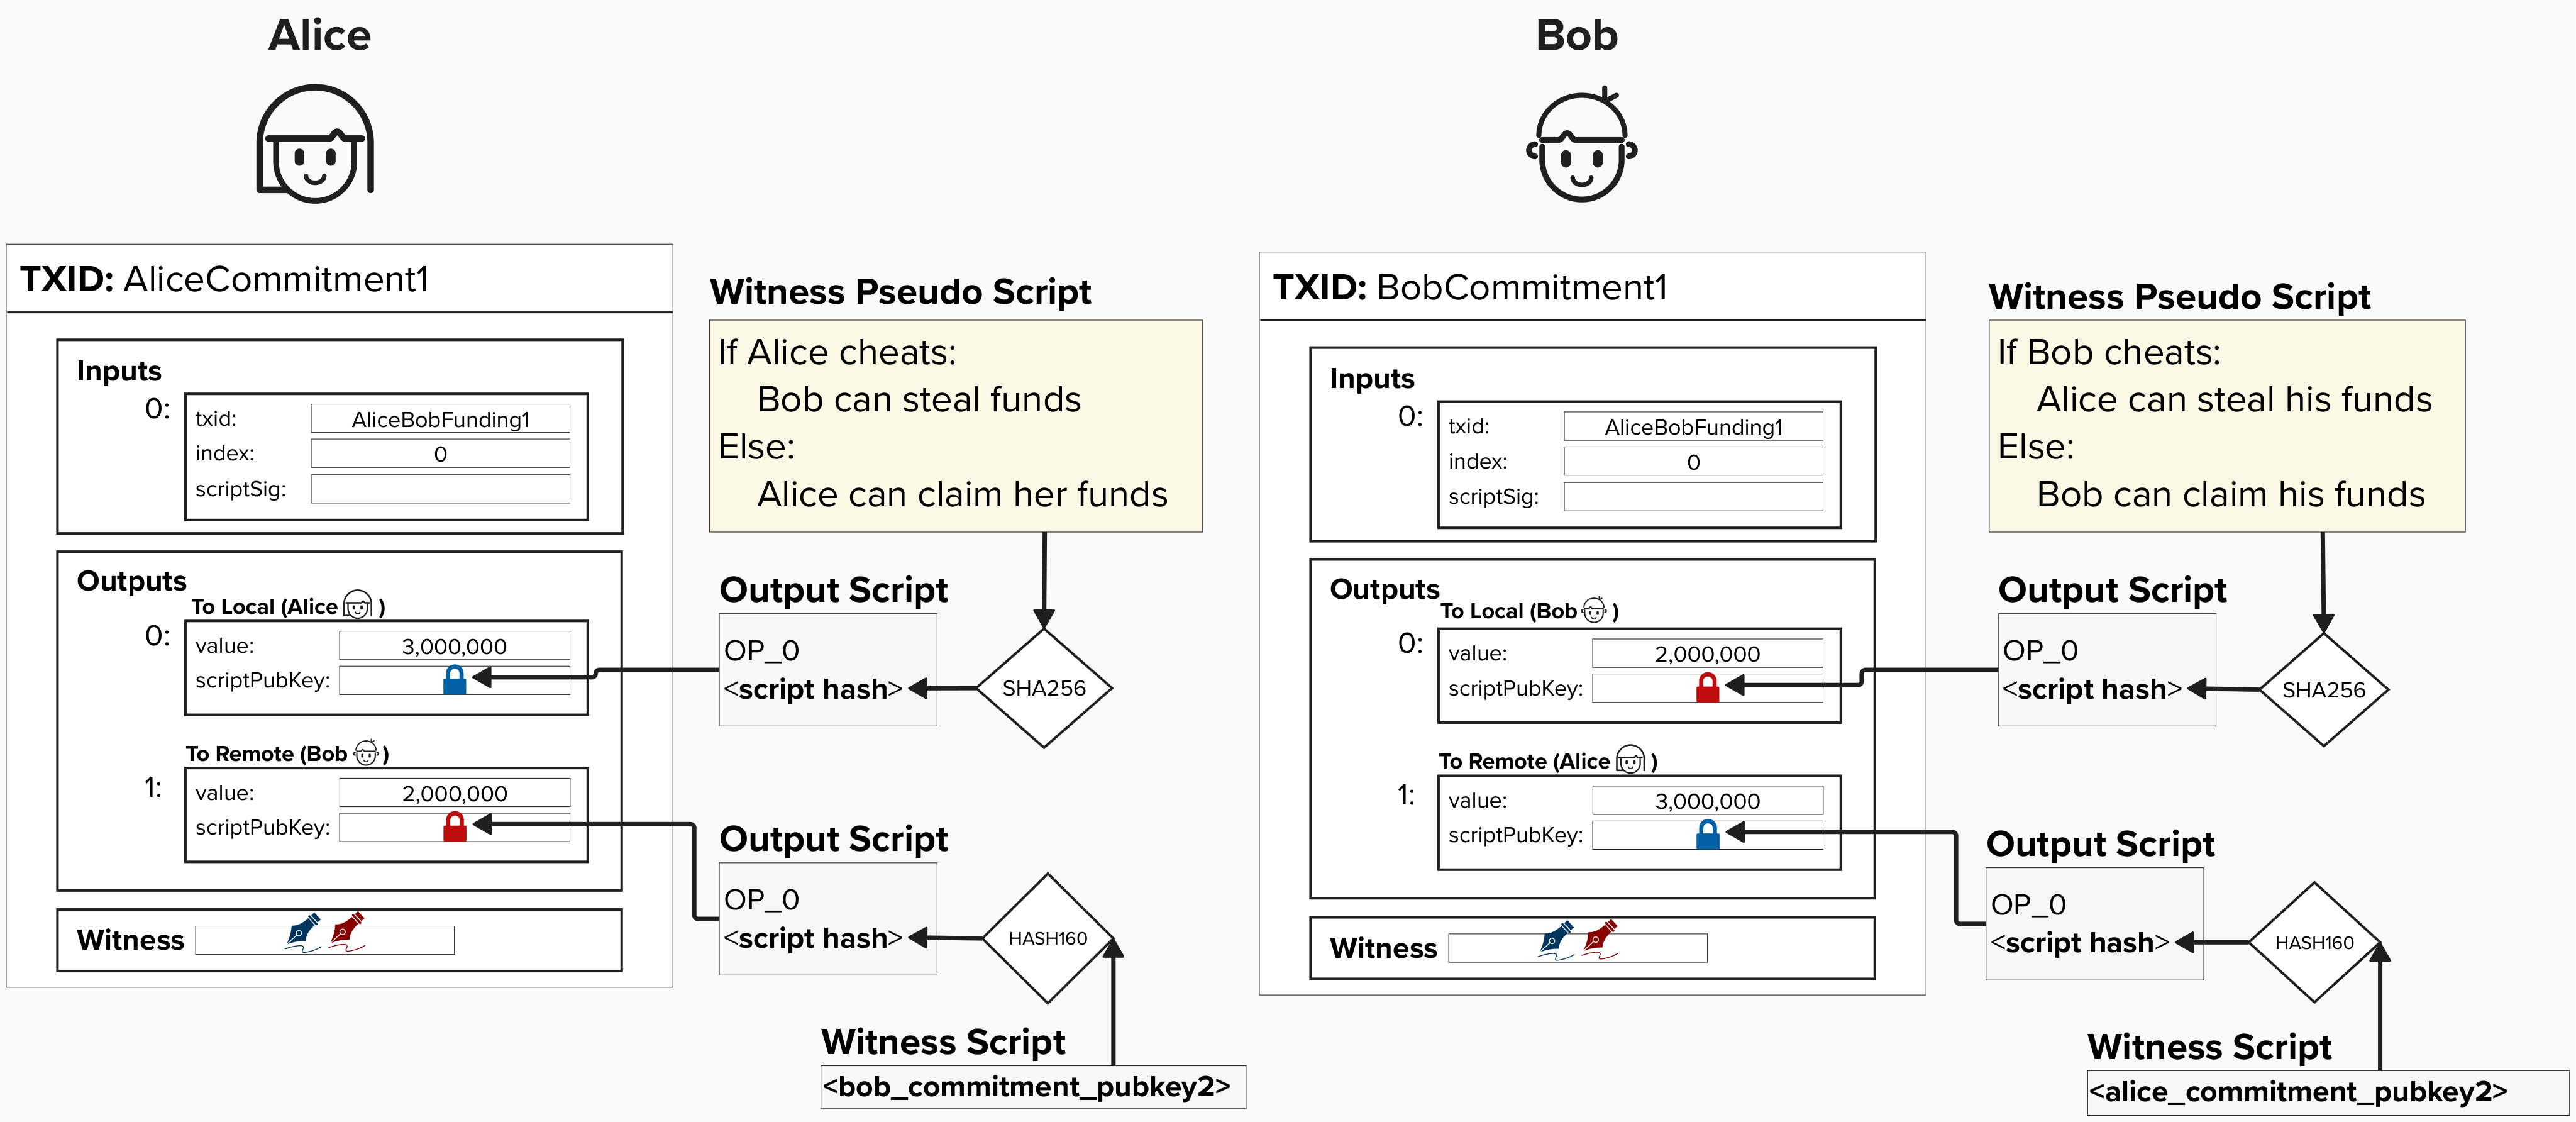 Alice
TXID: AliceCommitment1
Inputs
0:
txid: AliceBobFunding1
index: 0
scriptSig:
Outputs
To Local (Alice )
0:
value: 3,000,000
scriptPubKey:
To Remote (Bob )
1:
value: 2,000,000
scriptPubKey:
Witness
Witness Pseudo Script
If Alice cheats:
Bob can steal funds
Else:
Alice can claim her funds
Output Script
OP_0
<script hash>
SHA256
Output Script
OP_0
<script hash>
HASH160
Witness Script
<bob_commitment_pubkey2>
Bob
TXID: BobCommitment1
Inputs
0:
txid: AliceBobFunding1
index: 0
scriptSig:
Outputs
To Local (Bob )
0:
value: 2,000,000
scriptPubKey:
To Remote (Alice )
1:
value: 3,000,000
scriptPubKey:
Witness
Witness Pseudo Script
If Bob cheats:
Alice can steal his funds
Else:
Bob can claim his funds
Output Script
OP_0
<script hash>
SHA256
Output Script
OP_0
<script hash>
HASH160
Witness Script
<alice_commitment_pubkey2>